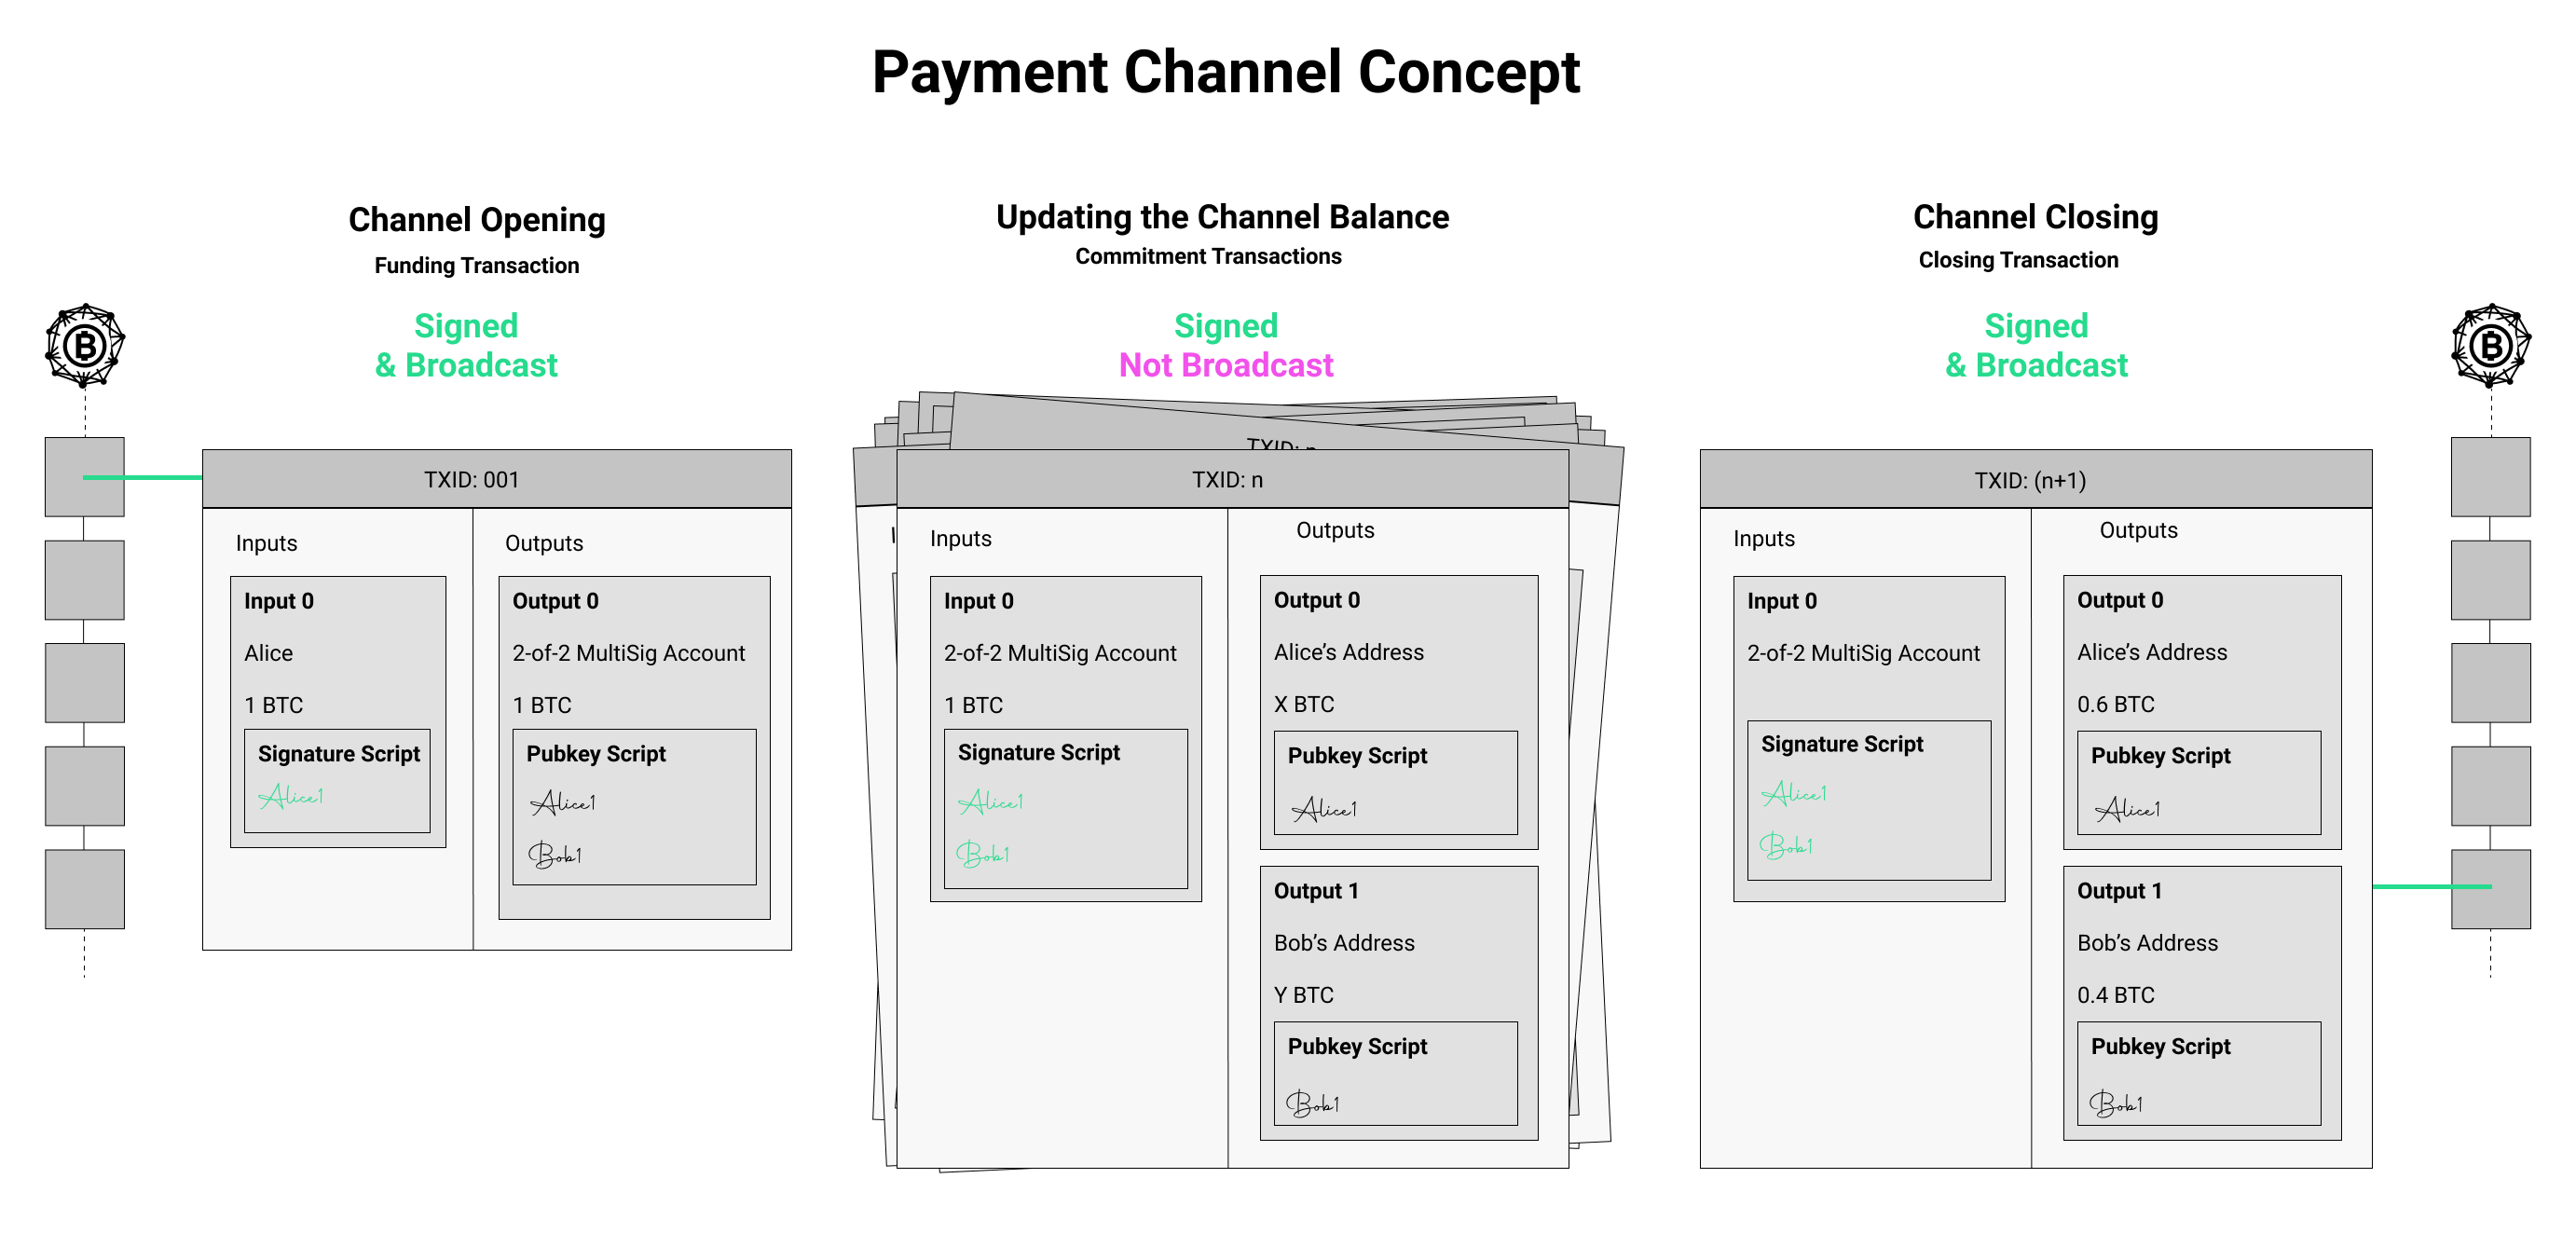 Payment Channel Concept
Channel Opening
Funding Transaction
Signed
& Broadcast
TXID: 001
Inputs
Input 0
Alice
1 BTC
Signature Script
Alice1
Outputs
Output 0
2-of-2 MultiSig Account
1 BTC
Pubkey Script
Alice1
Bob1
Updating the Channel Balance
Commitment Transactions
Signed
Not Broadcast
TXID: n
TXID: n
Inputs
Input 0
2-of-2 MultiSig Account
1 BTC
Signature Script
Alice1
Bob1
Outputs
Output 0
Alice’s Address
X BTC
Pubkey Script
Alice1
Output 1
Bob’s Address
Y BTC
Pubkey Script
Bob1
Channel Closing
Closing Transaction
Signed
& Broadcast
TXID: (n+1)
Inputs
Input 0
2-of-2 MultiSig Account
Signature Script
Alice1
Bob1
Outputs
Output 0
Alice’s Address
0.6 BTC
Pubkey Script
Alice1
Output 1
Bob’s Address
0.4 BTC
Pubkey Script
Bob1